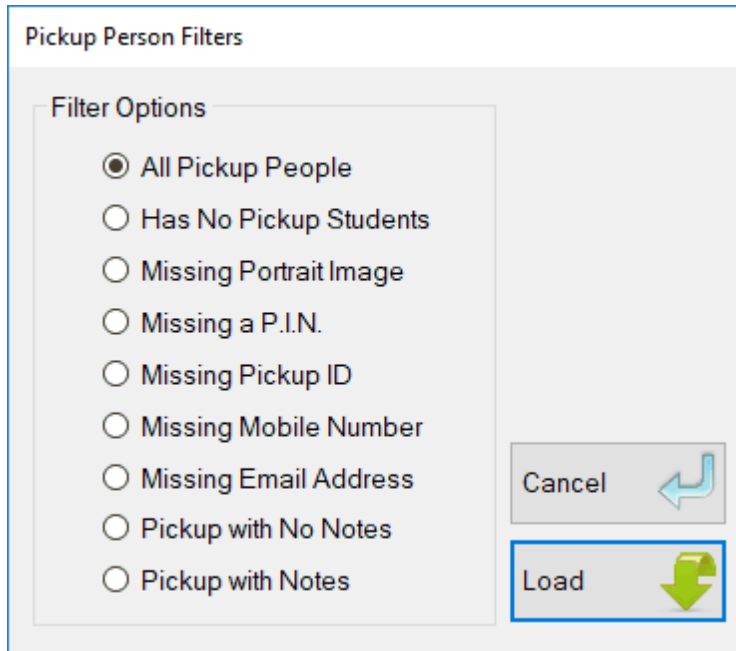 Pickup Person Filters
Filter Options
All Pickup People
Has No Pickup Students
Missing Portrait Image
Missing a P.I.N.
Missing Pickup ID
Missing Mobile Number
Missing Email Address
Pickup with No Notes
Pickup with Notes
Cancel
Load